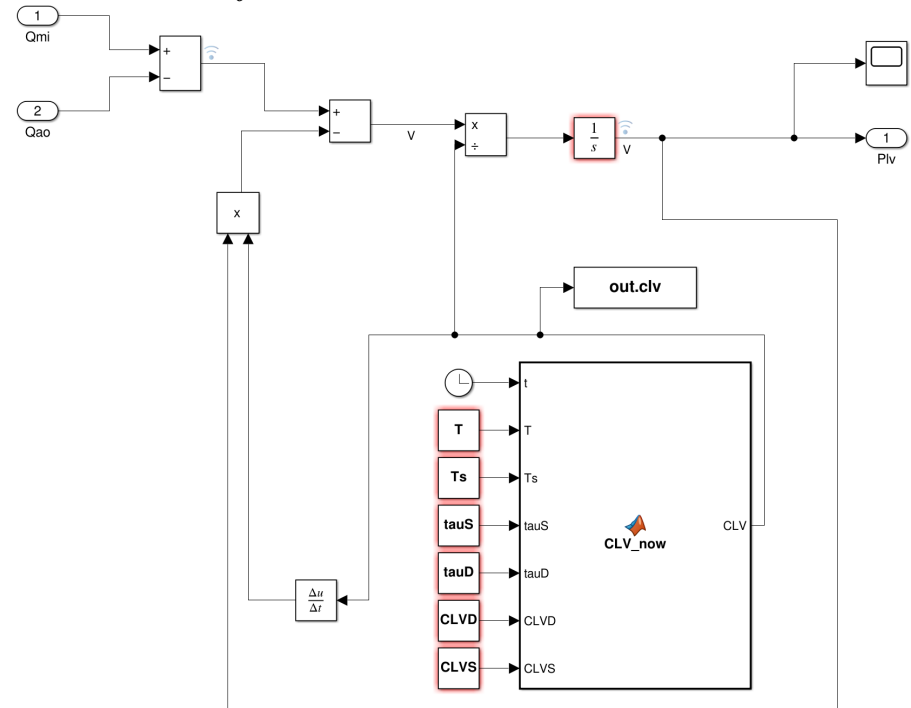 1
Qmi
+
−
2
Qao
+
−
V
x
÷
1
s
V
1
Plv
x
out.clv
t
T
T
Ts
Ts
tauS
tauS
CLV_now
CLV
tauD
tauD
Δu
Δt
CLVD
CLVD
CLVS
CLVS